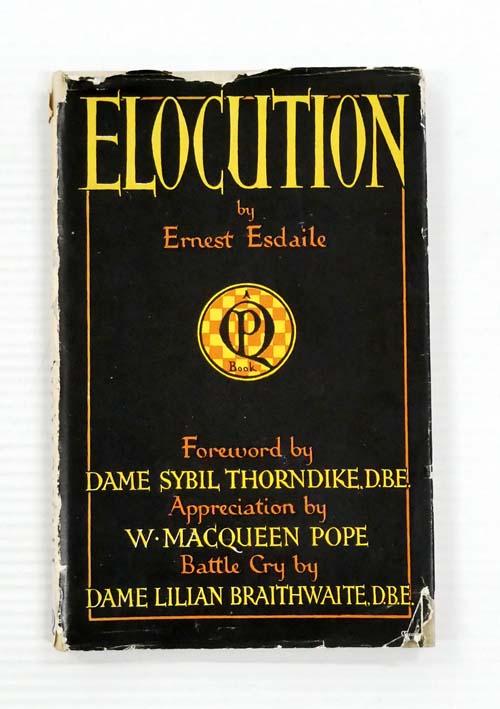 ELOCUTION
by
Ernest Esdaile
A
PQ
Book
Foreword by
DAME SYBIL THORNDIKE, D.B.E.
Appreciation by
W. MACQUEEN POPE
Battle Cry by
DAME LILIAN BRAITHWAITE, D.B.E.